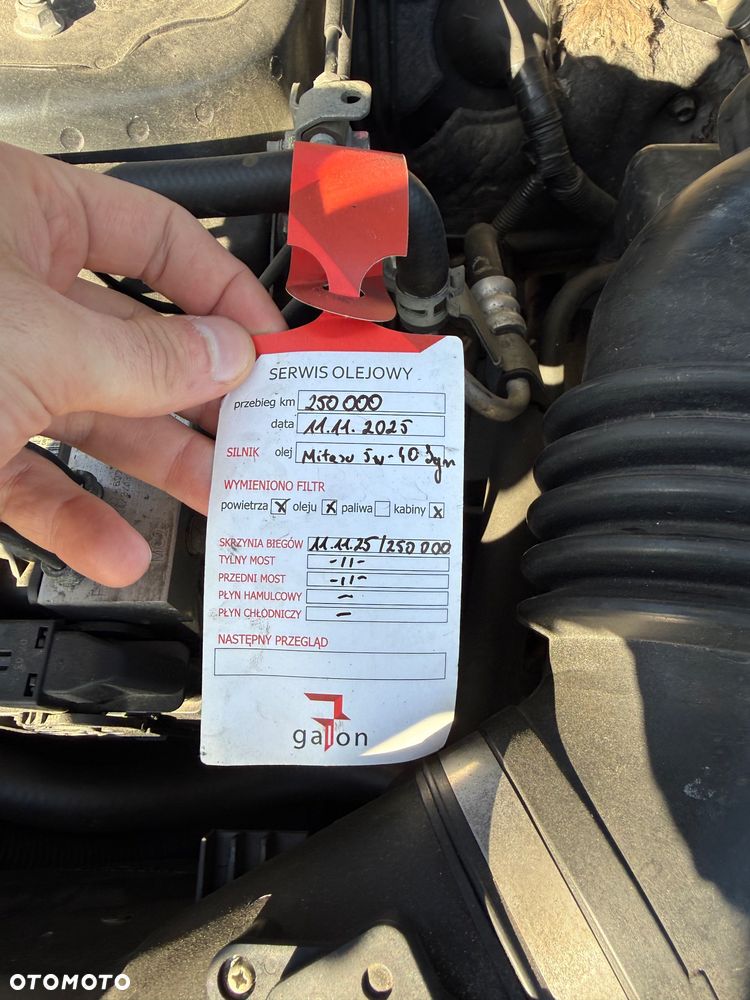 SERWIS OLEJOWY
przebieg km 250 000
data 11.11.2025
SILNIK olej Mitasu 5w-40 Syn
WYMIENIONO FILTR
powietrza X oleju X paliwa kabiny X
SKRZYNIA BIEGÓW 11.11.25/250 000
TYLNY MOST -11-
PRZEDNI MOST -11-
PŁYN HAMULCOWY -
PŁYN CHŁODNICZY -
NASTĘPNY PRZEGLĄD
gallon
OTOMOTO